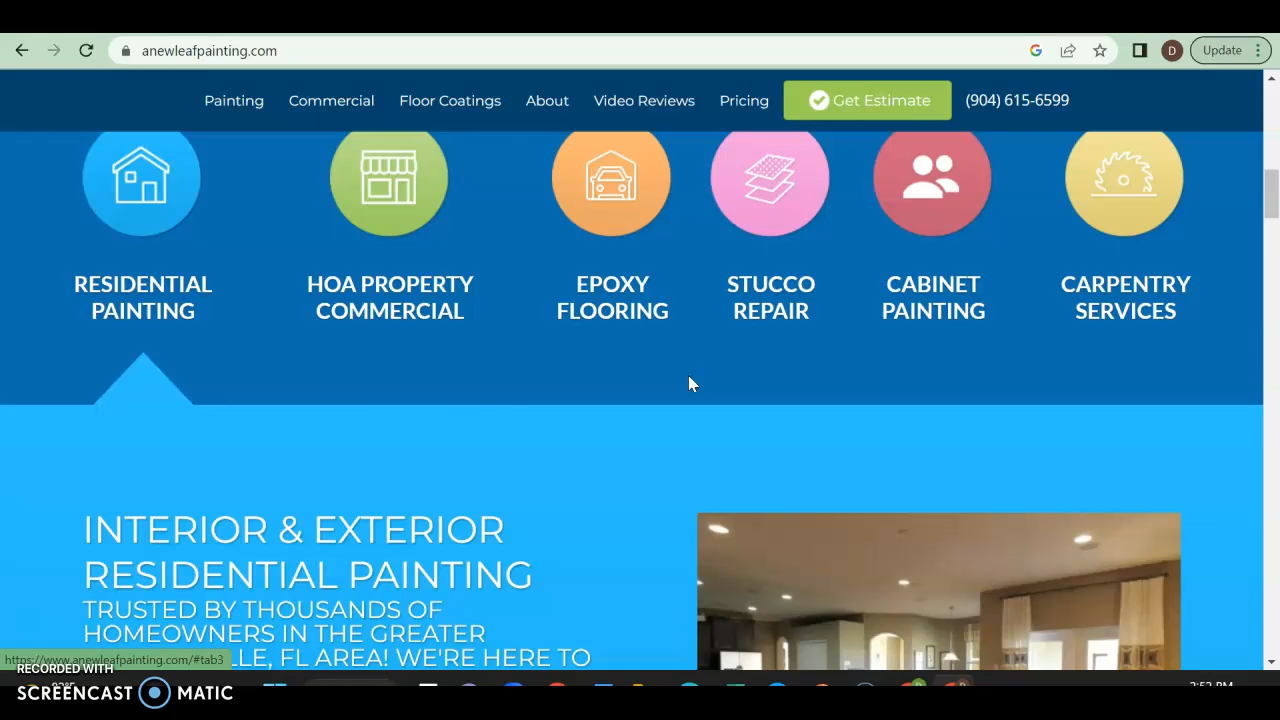 anewleafpainting.com
G
D
Update
Painting
Commercial
Floor Coatings
About
Video Reviews
Pricing
Get Estimate
(904) 615-6599
RESIDENTIAL
PAINTING
HOA PROPERTY
COMMERCIAL
EPOXY
FLOORING
STUCCO
REPAIR
CABINET
PAINTING
CARPENTRY
SERVICES
INTERIOR & EXTERIOR
RESIDENTIAL PAINTING
TRUSTED BY THOUSANDS OF
HOMEOWNERS IN THE GREATER
FL AREA! WE'RE HERE TO
https://www.anewleafpainting.com/#tab3
RECORDED WITH
SCREENCAST MATIC